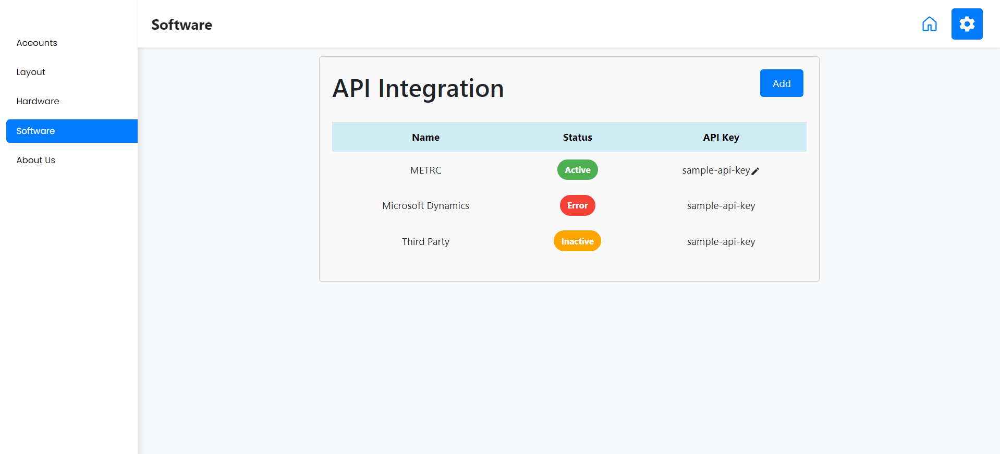 Software
Accounts
Layout
Hardware
Software
About Us
API Integration
Add
Name Status API Key
METRC Active sample-api-key
Microsoft Dynamics Error sample-api-key
Third Party Inactive sample-api-key